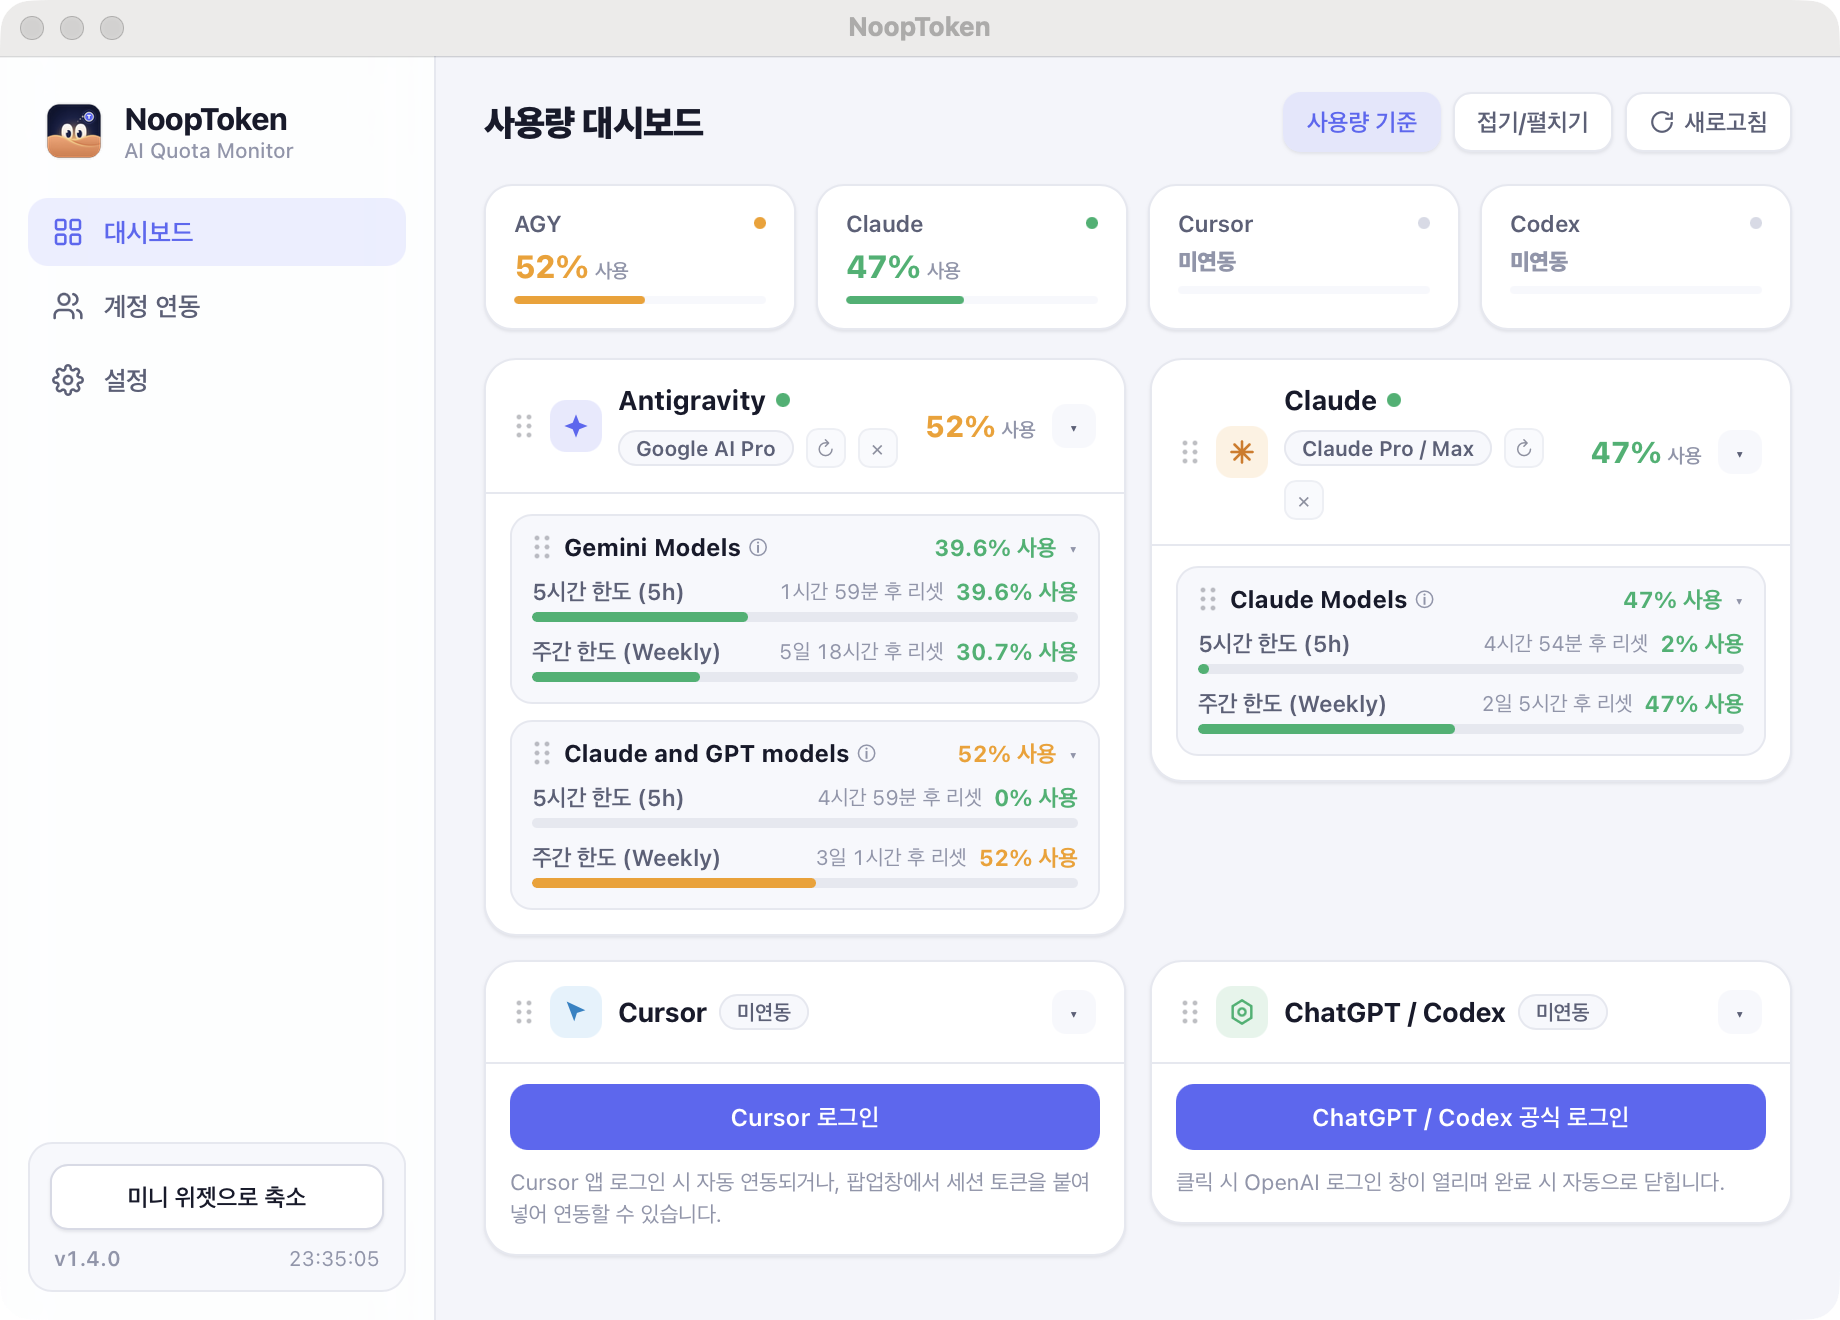 NoopToken
NoopToken
AI Quota Monitor
대시보드
계정 연동
설정
미니 위젯으로 축소
v1.4.0 23:35:05
사용량 대시보드
사용량 기준 접기/펼치기 새로고침
AGY
52% 사용
Claude
47% 사용
Cursor
미연동
Codex
미연동
Antigravity
Google AI Pro
52% 사용
Gemini Models 39.6% 사용
5시간 한도 (5h) 1시간 59분 후 리셋 39.6% 사용
주간 한도 (Weekly) 5일 18시간 후 리셋 30.7% 사용
Claude and GPT models 52% 사용
5시간 한도 (5h) 4시간 59분 후 리셋 0% 사용
주간 한도 (Weekly) 3일 1시간 후 리셋 52% 사용
Claude
Claude Pro / Max
47% 사용
Claude Models 47% 사용
5시간 한도 (5h) 4시간 54분 후 리셋 2% 사용
주간 한도 (Weekly) 2일 5시간 후 리셋 47% 사용
Cursor 미연동
Cursor 로그인
Cursor 앱 로그인 시 자동 연동되거나, 팝업창에서 세션 토큰을 붙여
넣어 연동할 수 있습니다.
ChatGPT / Codex 미연동
ChatGPT / Codex 공식 로그인
클릭 시 OpenAI 로그인 창이 열리며 완료 시 자동으로 닫힙니다.